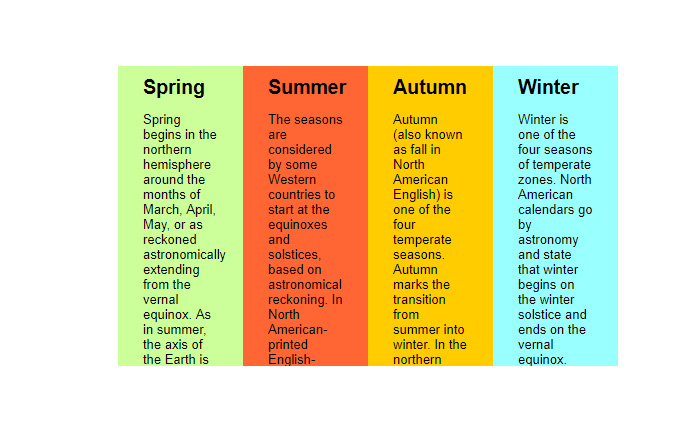 Spring
Spring
begins in the
northern
hemisphere
around the
months of
March, April,
May, or as
reckoned
astronomically
extending
from the
vernal
equinox. As
in summer,
the axis of
the Earth is
Summer
The seasons
are
considered
by some
Western
countries to
start at the
equinoxes
and
solstices,
based on
astronomical
reckoning. In
North
American-
printed
English-
Autumn
Autumn
(also known
as fall in
North
American
English) is
one of the
four
temperate
seasons.
Autumn
marks the
transition
from
summer into
winter. In the
northern
Winter
Winter is
one of the
four seasons
of temperate
zones. North
American
calendars go
by
astronomy
and state
that winter
begins on
the winter
solstice and
ends on the
vernal
equinox.